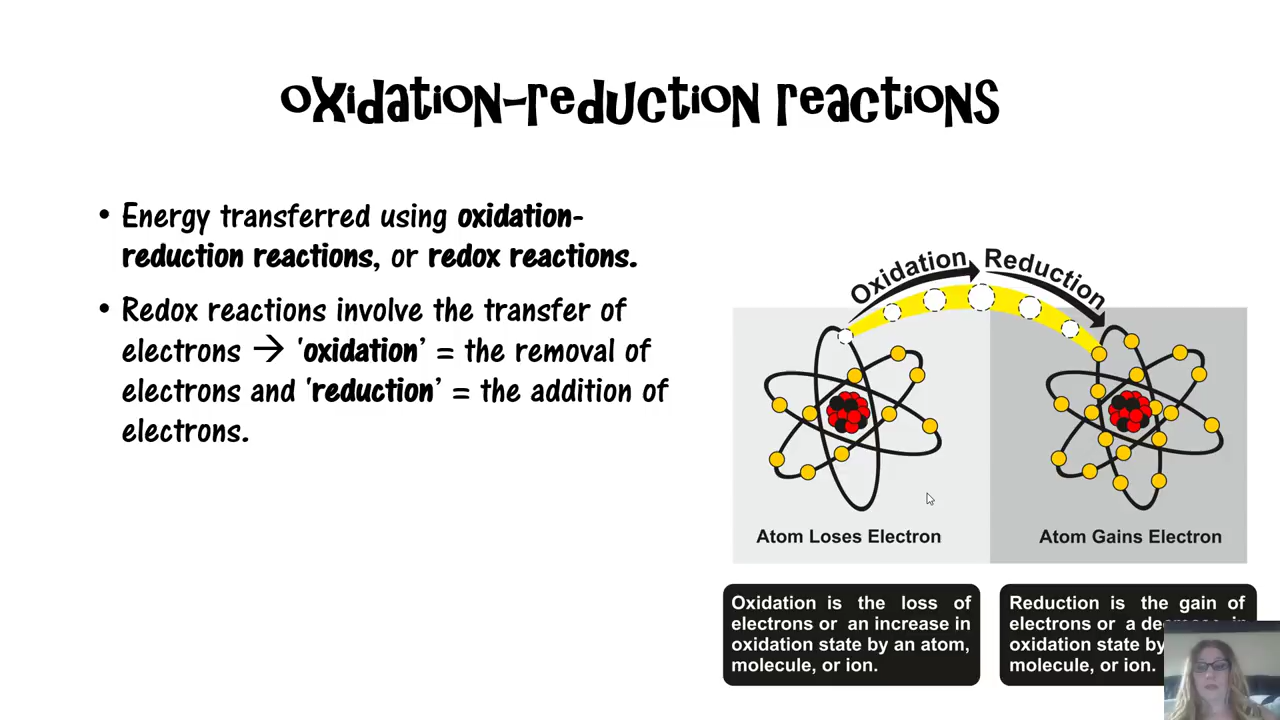 oxidation-reduction reactions
• Energy transferred using oxidation-
reduction reactions, or redox reactions.
• Redox reactions involve the transfer of
electrons → ‘oxidation’ = the removal of
electrons and ‘reduction’ = the addition of
electrons.
Oxidation Reduction
Atom Loses Electron
Atom Gains Electron
Oxidation is the loss of
electrons or an increase in
oxidation state by an atom,
molecule, or ion.
Reduction is the gain of
electrons or a decrease in
oxidation state by
molecule, or ion.